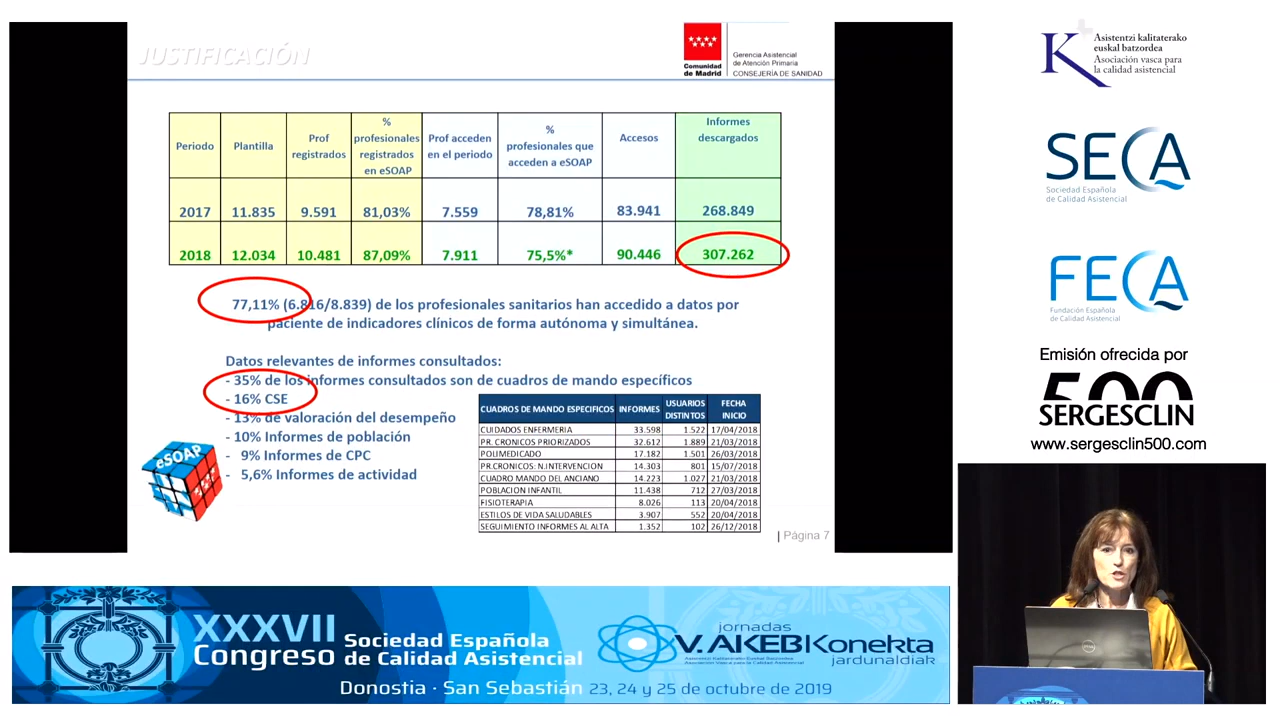 JUSTIFICACIÓN
Comunidad
de Madrid
Gerencia Asistencial
de Atención Primaria
CONSEJERÍA DE SANIDAD
Periodo Plantilla Prof registrados % profesionales registrados en eSOAP Prof acceden en el periodo % profesionales que acceden a eSOAP Accesos Informes descargados
2017 11.835 9.591 81,03% 7.559 78,81% 83.941 268.849
2018 12.034 10.481 87,09% 7.911 75,5%* 90.446 307.262
77,11% (6.816/8.839) de los profesionales sanitarios han accedido a datos por
paciente de indicadores clínicos de forma autónoma y simultánea.
Datos relevantes de informes consultados:
- 35% de los informes consultados son de cuadros de mando específicos
- 16% CSE
- 13% de valoración del desempeño
- 10% Informes de población
- 9% Informes de CPC
- 5,6% Informes de actividad
eSOAP
CUADROS DE MANDO ESPECIFICOS INFORMES USUARIOS DISTINTOS FECHA INICIO
CUIDADOS ENFERMERIA 33.598 1.522 17/04/2018
PR. CRONICOS PRIORIZADOS 32.612 1.889 21/03/2018
POLIMEDICADO 17.182 1.501 26/03/2018
PR.CRONICOS: N.INTERVENCION 14.303 801 15/07/2018
CUADRO MANDO DEL ANCIANO 14.223 1.027 21/03/2018
POBLACION INFANTIL 11.438 712 27/03/2018
FISIOTERAPIA 8.026 113 20/04/2018
ESTILOS DE VIDA SALUDABLES 3.907 552 20/04/2018
SEGUIMIENTO INFORMES AL ALTA 1.352 102 26/12/2018
| Página 7
K
Asistentzi kalitaterako
euskal batzordea
Asociación vasca para
la calidad asistencial
SECA
Sociedad Española
de Calidad Asistencial
FECA
Fundación Española
de Calidad Asistencial
Emisión ofrecida por
500
SERGESCLIN
www.sergesclin500.com
DELL
XXXVII
Congreso
Sociedad Española
de Calidad Asistencial
jornadas
V.AKEBIKonekta
jardunaldiak
Donostia · San Sebastián 23, 24 y 25 de octubre de 2019